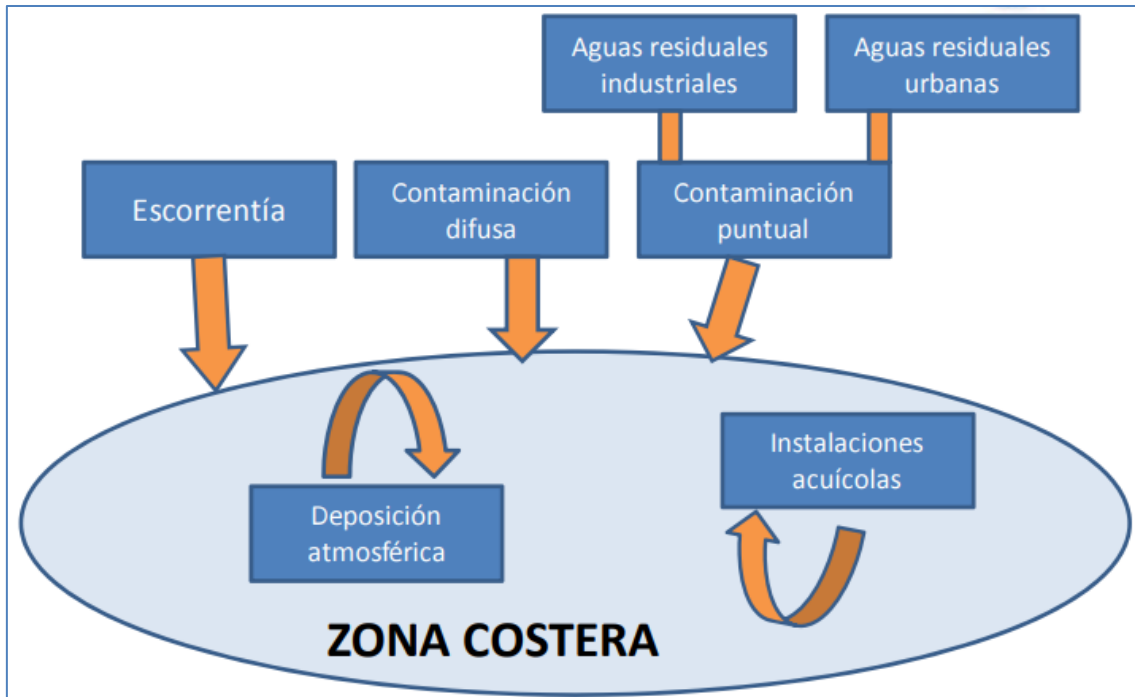 Aguas residuales
industriales
Aguas residuales
urbanas
Escorrentía
Contaminación
difusa
Contaminación
puntual
Instalaciones
acuícolas
Deposición
atmosférica
ZONA COSTERA